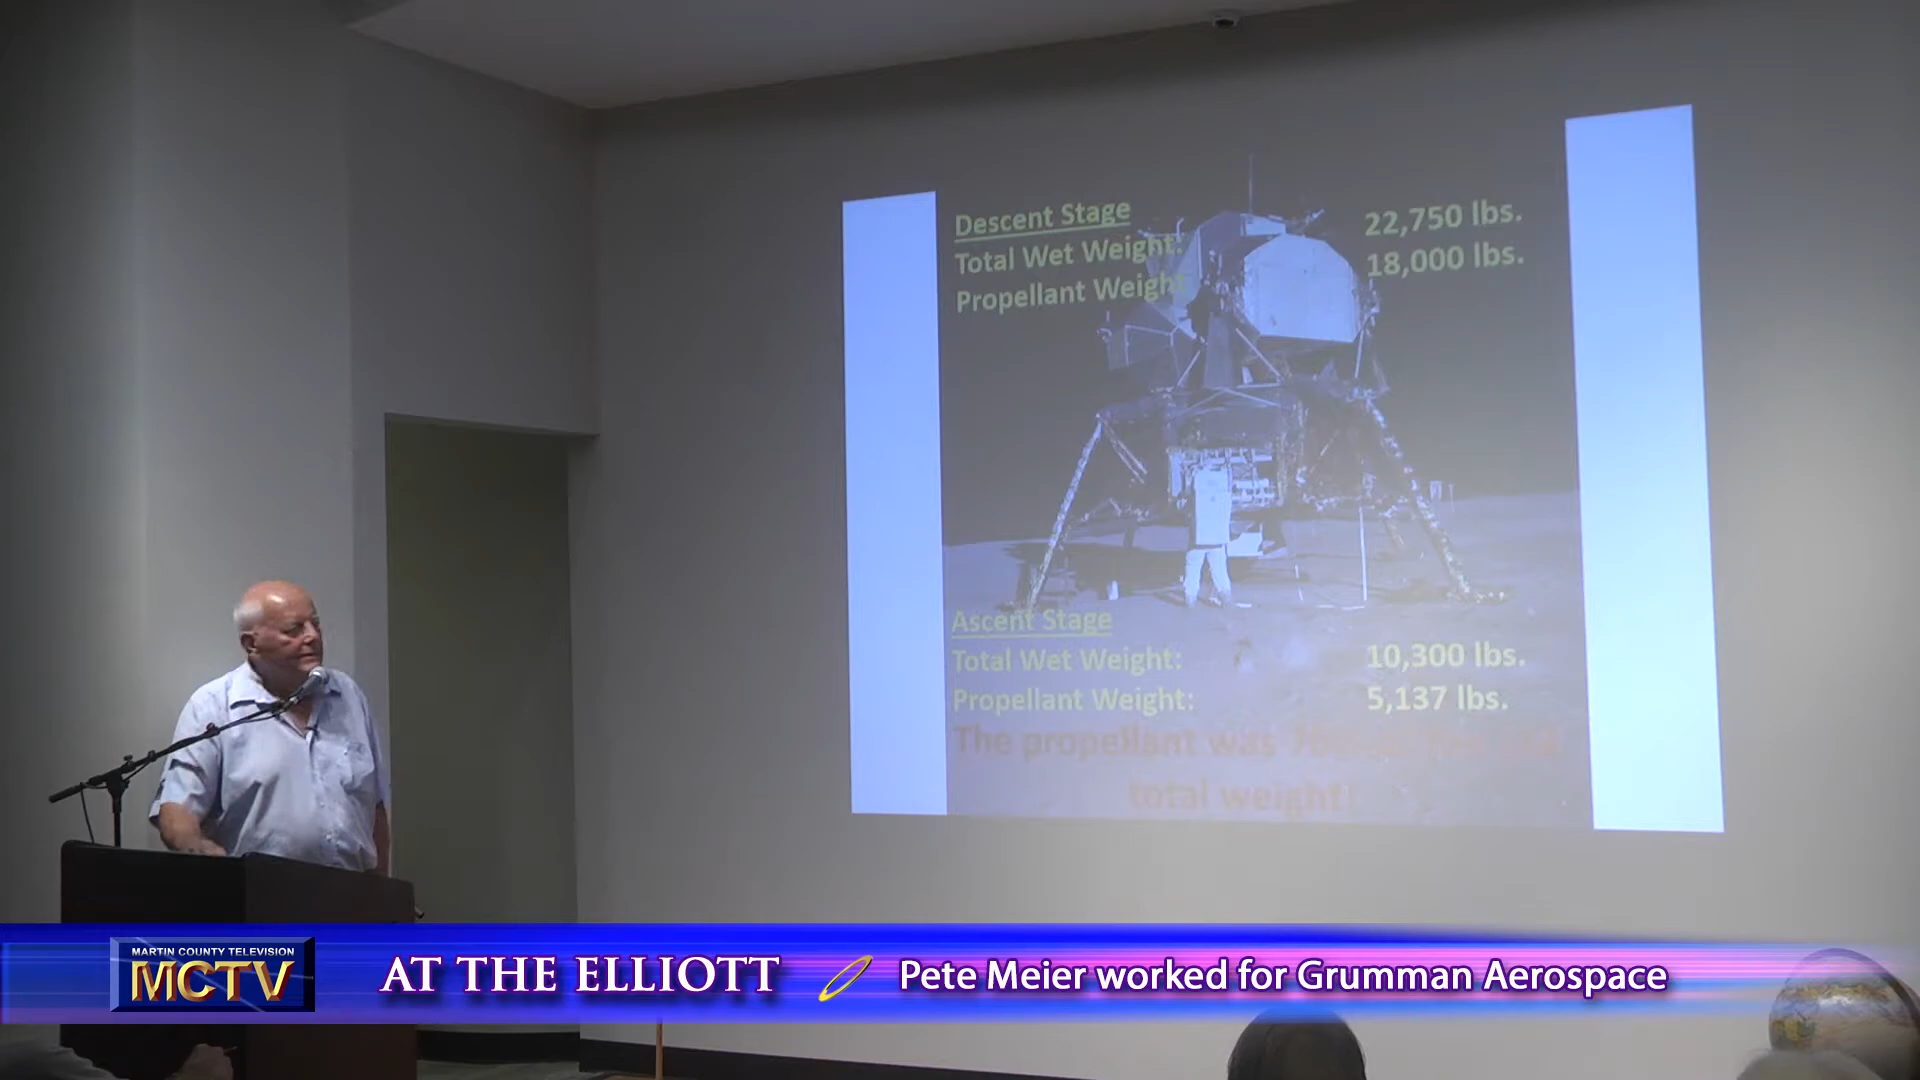 Descent Stage
Total Wet Weight: 22,750 lbs.
Propellant Weight 18,000 lbs.
Ascent Stage
Total Wet Weight: 10,300 lbs.
Propellant Weight: 5,137 lbs.
The propellant was
total weight!
MARTIN COUNTY TELEVISION
MCTV
AT THE ELLIOTT
Pete Meier worked for Grumman Aerospace